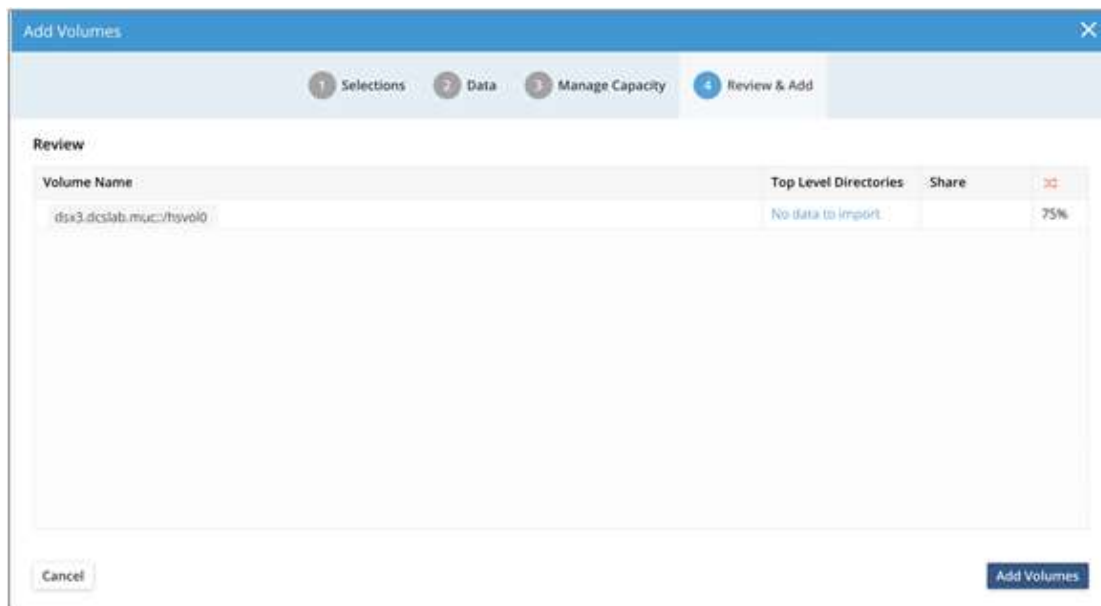 Add Volumes
1 Selections 2 Data 3 Manage Capacity 4 Review & Add
Review
Volume Name Top Level Directories Share
dsx3.dcslab.muc::/hsvol0 No data to import 75%
Cancel Add Volumes